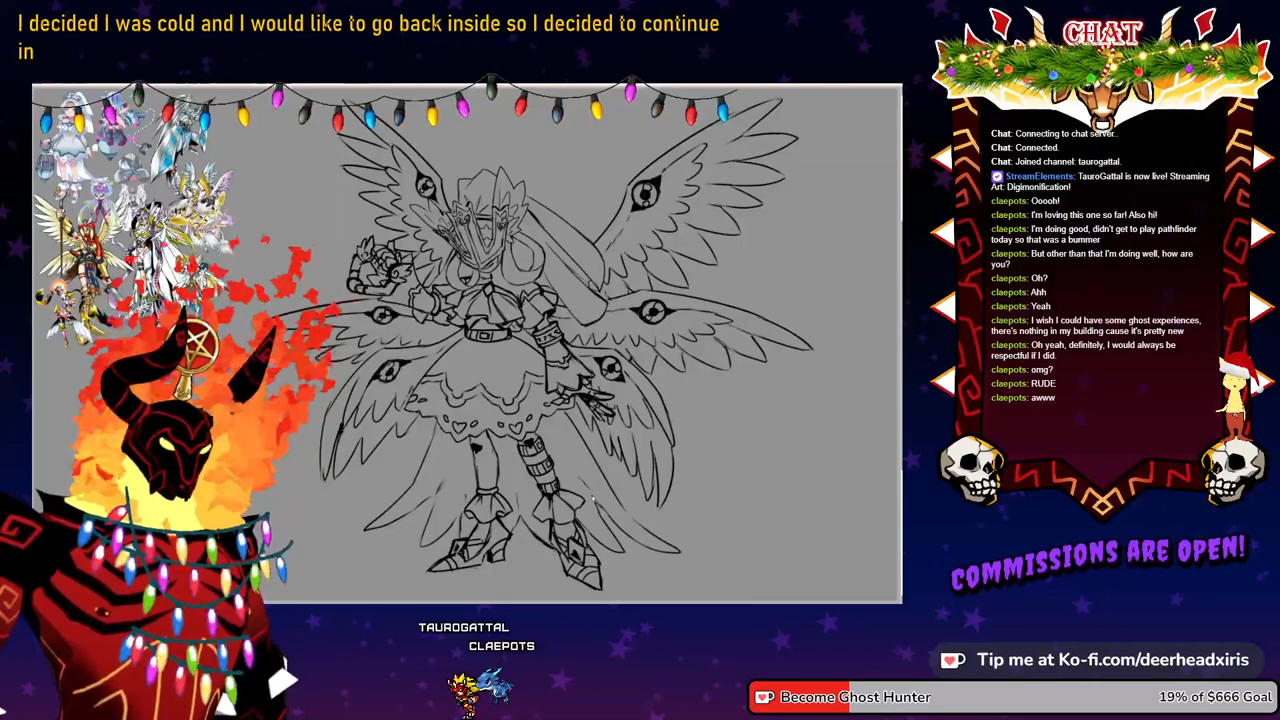 I decided I was cold and I would like to go back inside so I decided to continue
in
CHAT
Chat: Connecting to chat server..
Chat: Connected.
Chat: Joined channel: taurogattal.
StreamElements: TauroGattal is now live! Streaming
Art: Digimonification!
claepots: Ooooh!
claepots: I'm loving this one so far! Also hi!
claepots: I'm doing good, didn't get to play pathfinder
today so that was a bummer
claepots: But other than that I'm doing well, how are
you?
claepots: Oh?
claepots: Ahh
claepots: Yeah
claepots: I wish I could have some ghost experiences,
there's nothing in my building cause it's pretty new
claepots: Oh yeah, definitely, I would always be
respectful if I did.
claepots: omg?
claepots: RUDE
claepots: awww
COMMISSIONS ARE OPEN!
TAUROGATTAL
CLAEPOTS
Tip me at Ko-fi.com/deerheadxiris
Become Ghost Hunter
19% of $666 Goal